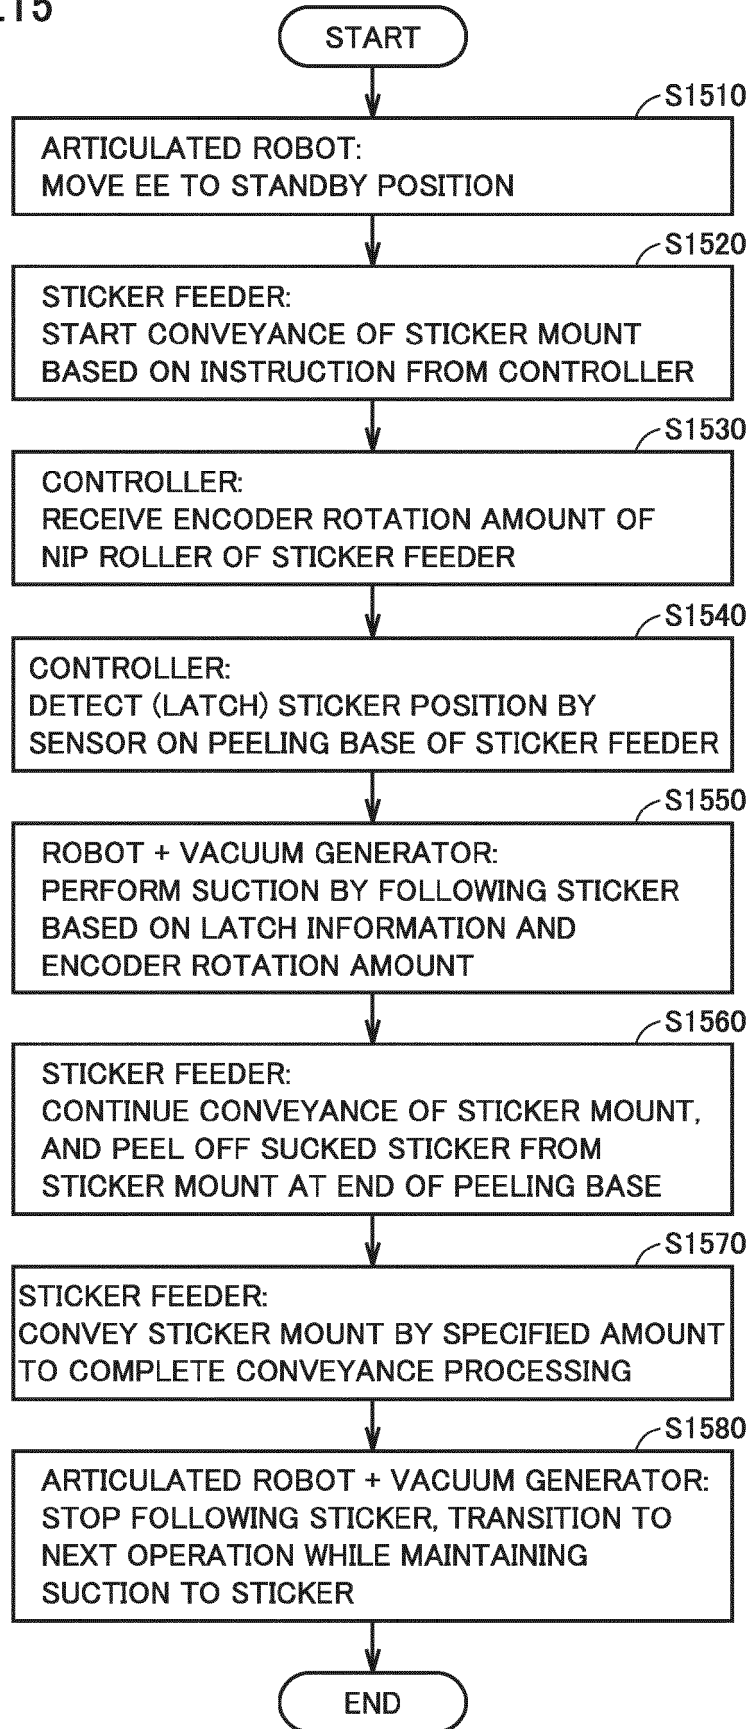 START
S1510
ARTICULATED ROBOT:
MOVE EE TO STANDBY POSITION
S1520
STICKER FEEDER:
START CONVEYANCE OF STICKER MOUNT
BASED ON INSTRUCTION FROM CONTROLLER
S1530
CONTROLLER:
RECEIVE ENCODER ROTATION AMOUNT OF
NIP ROLLER OF STICKER FEEDER
S1540
CONTROLLER:
DETECT (LATCH) STICKER POSITION BY
SENSOR ON PEELING BASE OF STICKER FEEDER
S1550
ROBOT + VACUUM GENERATOR:
PERFORM SUCTION BY FOLLOWING STICKER
BASED ON LATCH INFORMATION AND
ENCODER ROTATION AMOUNT
S1560
STICKER FEEDER:
CONTINUE CONVEYANCE OF STICKER MOUNT,
AND PEEL OFF SUCKED STICKER FROM
STICKER MOUNT AT END OF PEELING BASE
S1570
STICKER FEEDER:
CONVEY STICKER MOUNT BY SPECIFIED AMOUNT
TO COMPLETE CONVEYANCE PROCESSING
S1580
ARTICULATED ROBOT + VACUUM GENERATOR:
STOP FOLLOWING STICKER, TRANSITION TO
NEXT OPERATION WHILE MAINTAINING
SUCTION TO STICKER
END